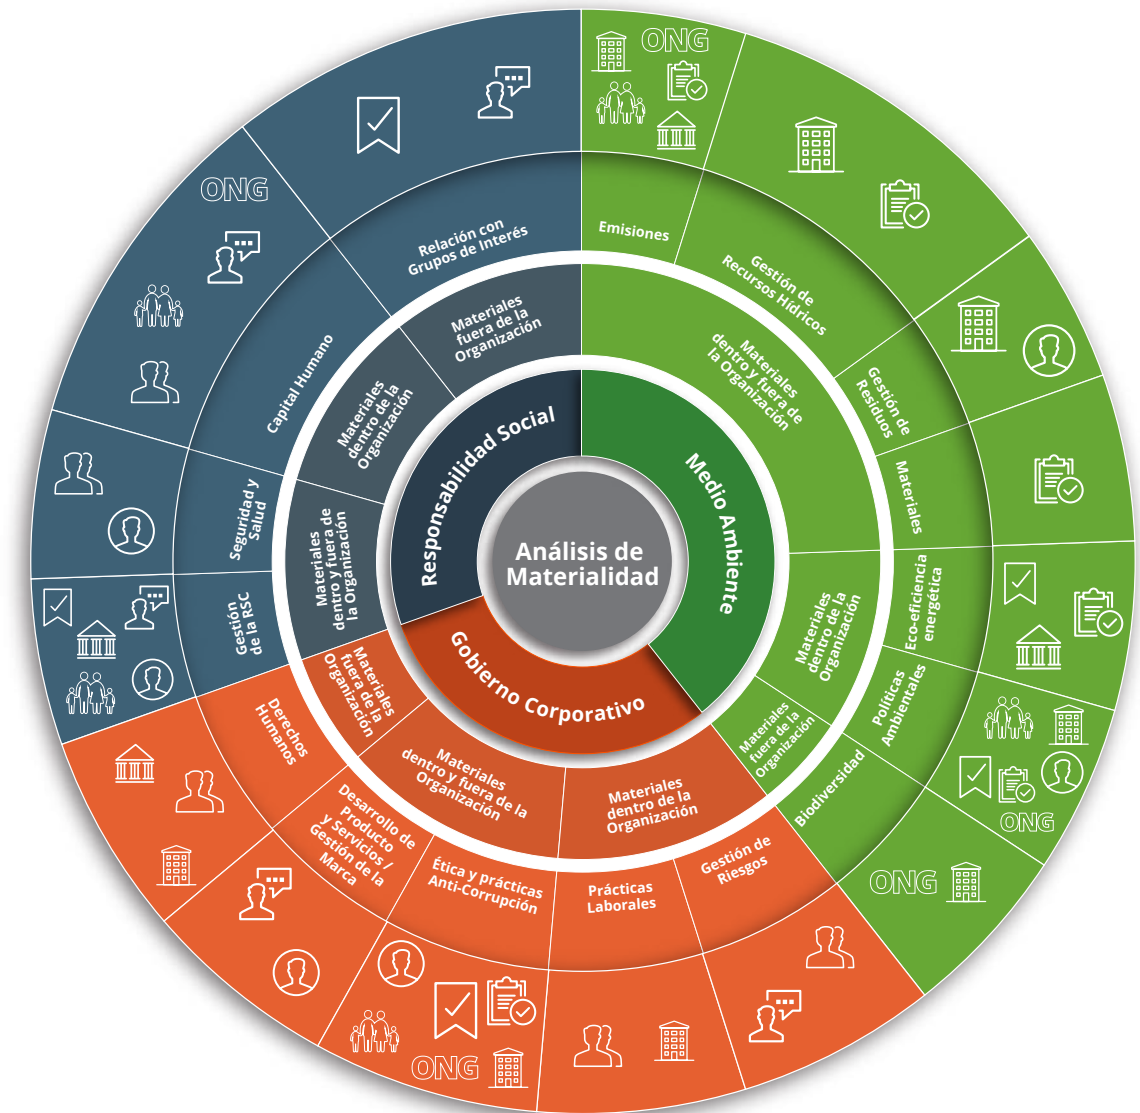 Análisis de
Materialidad
Medio Ambiente
Gobierno Corporativo
Responsabilidad Social
Materiales
dentro y fuera de
la Organización
Materiales
dentro de la
Organización
Materiales
fuera de la
Organización
Materiales
dentro de la
Organización
Materiales
dentro y fuera de la
Organización
Materiales
fuera de la
Organización
Materiales
dentro y fuera de
la Organización
Materiales
dentro de la
Organización
Materiales
fuera de la
Organización
Emisiones
Gestión de
Recursos Hídricos
Gestión de
Residuos
Materiales
Eco-eficiencia
energética
Políticas
Ambientales
Biodiversidad
Gestión de
Riesgos
Prácticas
Laborales
Ética y prácticas
Anti-Corrupción
Desarrollo de
Producto
y Servicios /
Gestión de la
Marca
Derechos
Humanos
Gestión
de la RSC
Seguridad y
Salud
Capital Humano
Relación con
Grupos de Interés
ONG
ONG
ONG
ONG
ONG